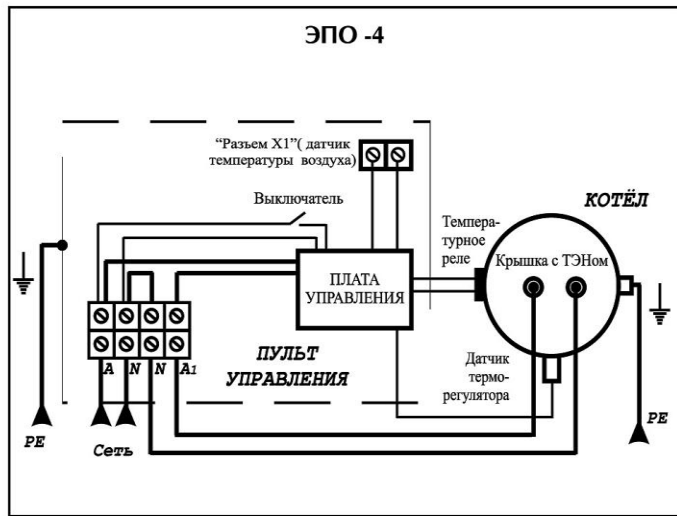 ЭПО -4
“Разъем X1”( датчик
температуры воздуха)
Выключатель
КОТЁЛ
Темпера-
турное
реле
Крышка с ТЭНом
ПЛАТА
УПРАВЛЕНИЯ
A N N A1
ПУЛЬТ
УПРАВЛЕНИЯ
Датчик
термо-
регулятора
PE
Сеть
PE